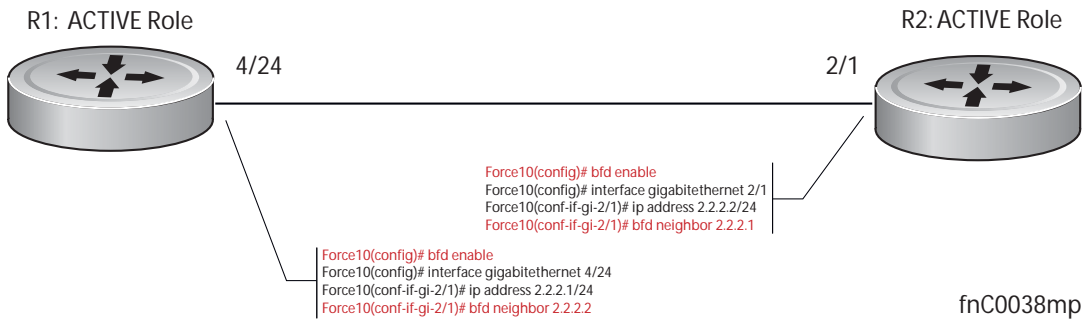 R1: ACTIVE Role
R2: ACTIVE Role
4/24
2/1
Force10(config)# bfd enable
Force10(config)# interface gigabitethernet 2/1
Force10(conf-if-gi-2/1)# ip address 2.2.2.2/24
Force10(conf-if-gi-2/1)# bfd neighbor 2.2.2.1
Force10(config)# bfd enable
Force10(config)# interface gigabitethernet 4/24
Force10(conf-if-gi-2/1)# ip address 2.2.2.1/24
Force10(conf-if-gi-2/1)# bfd neighbor 2.2.2.2
fnC0038mp